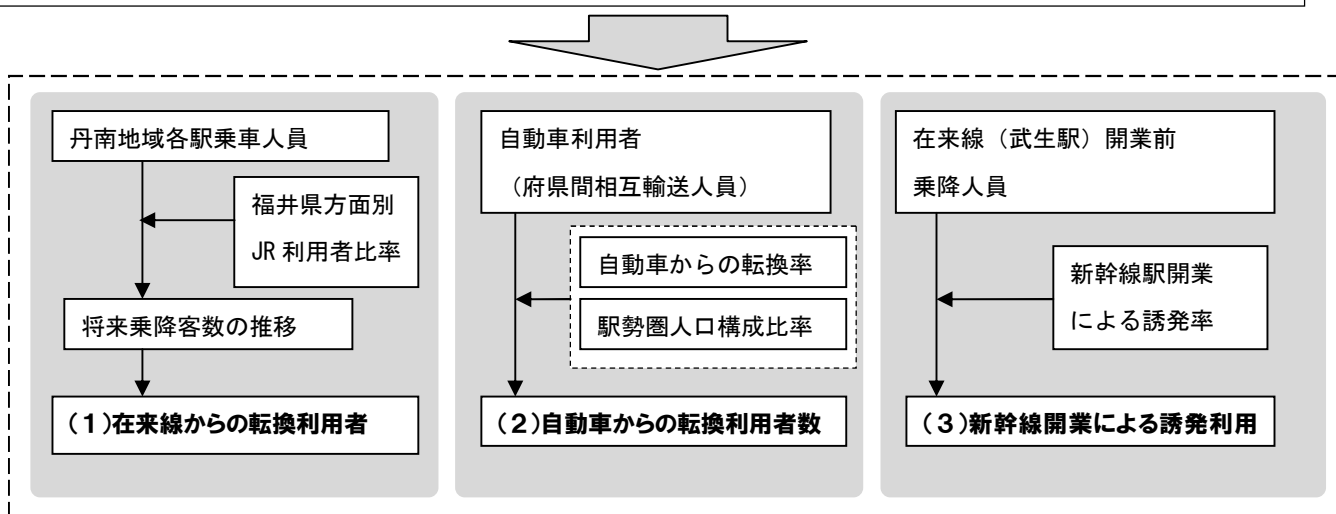 丹南地域各駅乗車人員
福井県方面別
JR 利用者比率
将来乗降客数の推移
(1)在来線からの転換利用者
自動車利用者
(府県間相互輸送人員)
自動車からの転換率
駅勢圏人口構成比率
(2)自動車からの転換利用者数
在来線(武生駅)開業前
乗降人員
新幹線駅開業
による誘発率
(3)新幹線開業による誘発利用